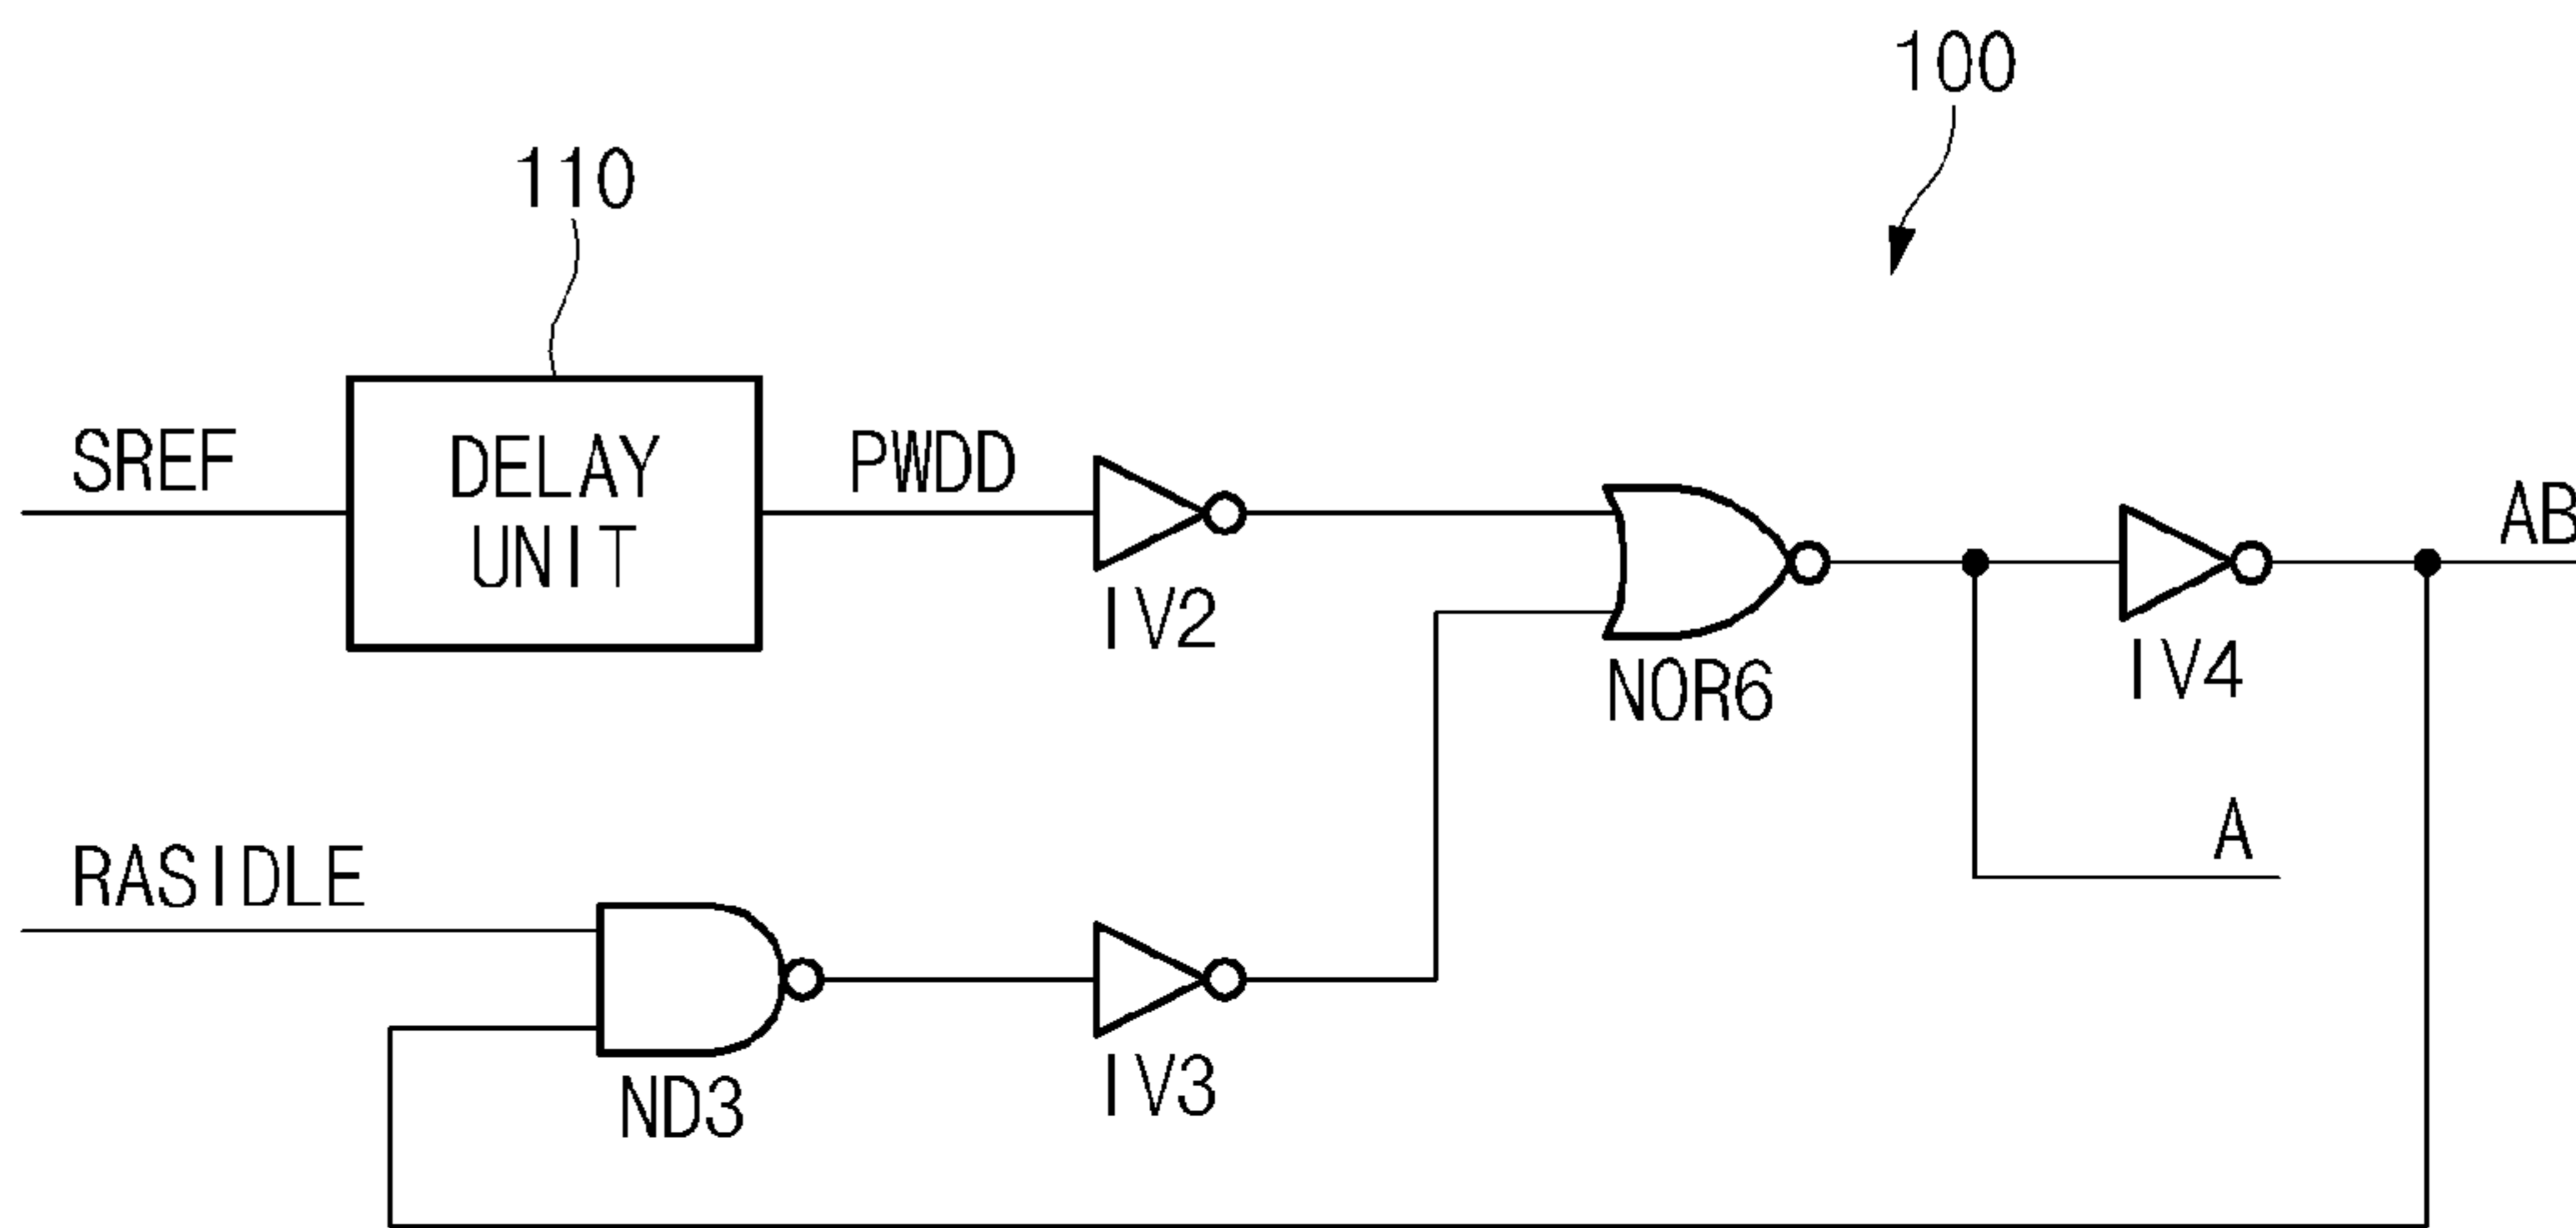 100
110
SREF
DELAY
UNIT
PWDD
IV2
NOR6
IV4
AB
A
RASIDLE
ND3
IV3